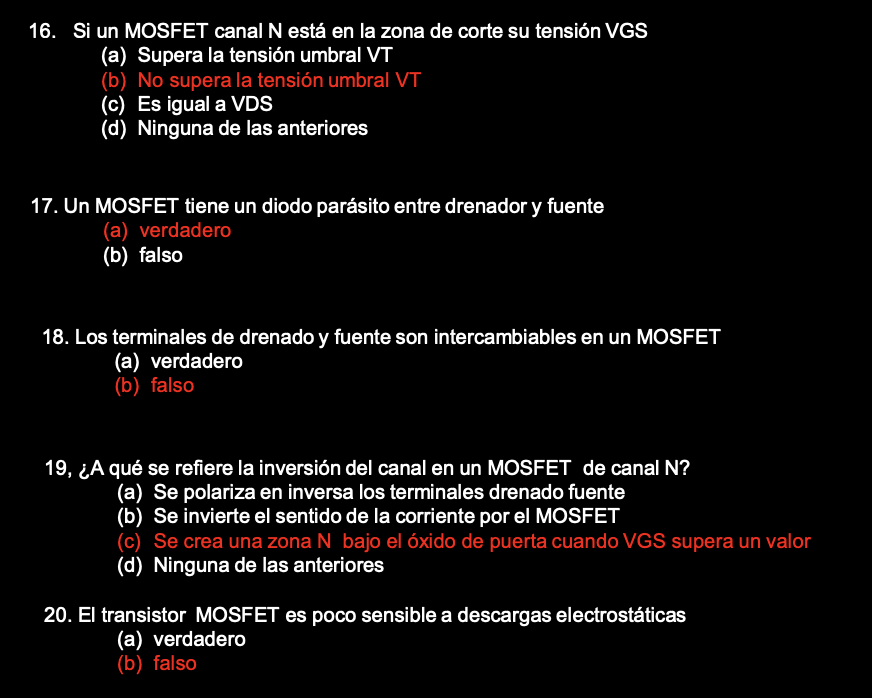 16. Si un MOSFET canal N está en la zona de corte su tensión VGS
(a) Supera la tensión umbral VT
(b) No supera la tensión umbral VT
(c) Es igual a VDS
(d) Ninguna de las anteriores
17. Un MOSFET tiene un diodo parásito entre drenador y fuente
(a) verdadero
(b) falso
18. Los terminales de drenado y fuente son intercambiables en un MOSFET
(a) verdadero
(b) falso
19, ¿A qué se refiere la inversión del canal en un MOSFET de canal N?
(a) Se polariza en inversa los terminales drenado fuente
(b) Se invierte el sentido de la corriente por el MOSFET
(c) Se crea una zona N bajo el óxido de puerta cuando VGS supera un valor
(d) Ninguna de las anteriores
20. El transistor MOSFET es poco sensible a descargas electrostáticas
(a) verdadero
(b) falso